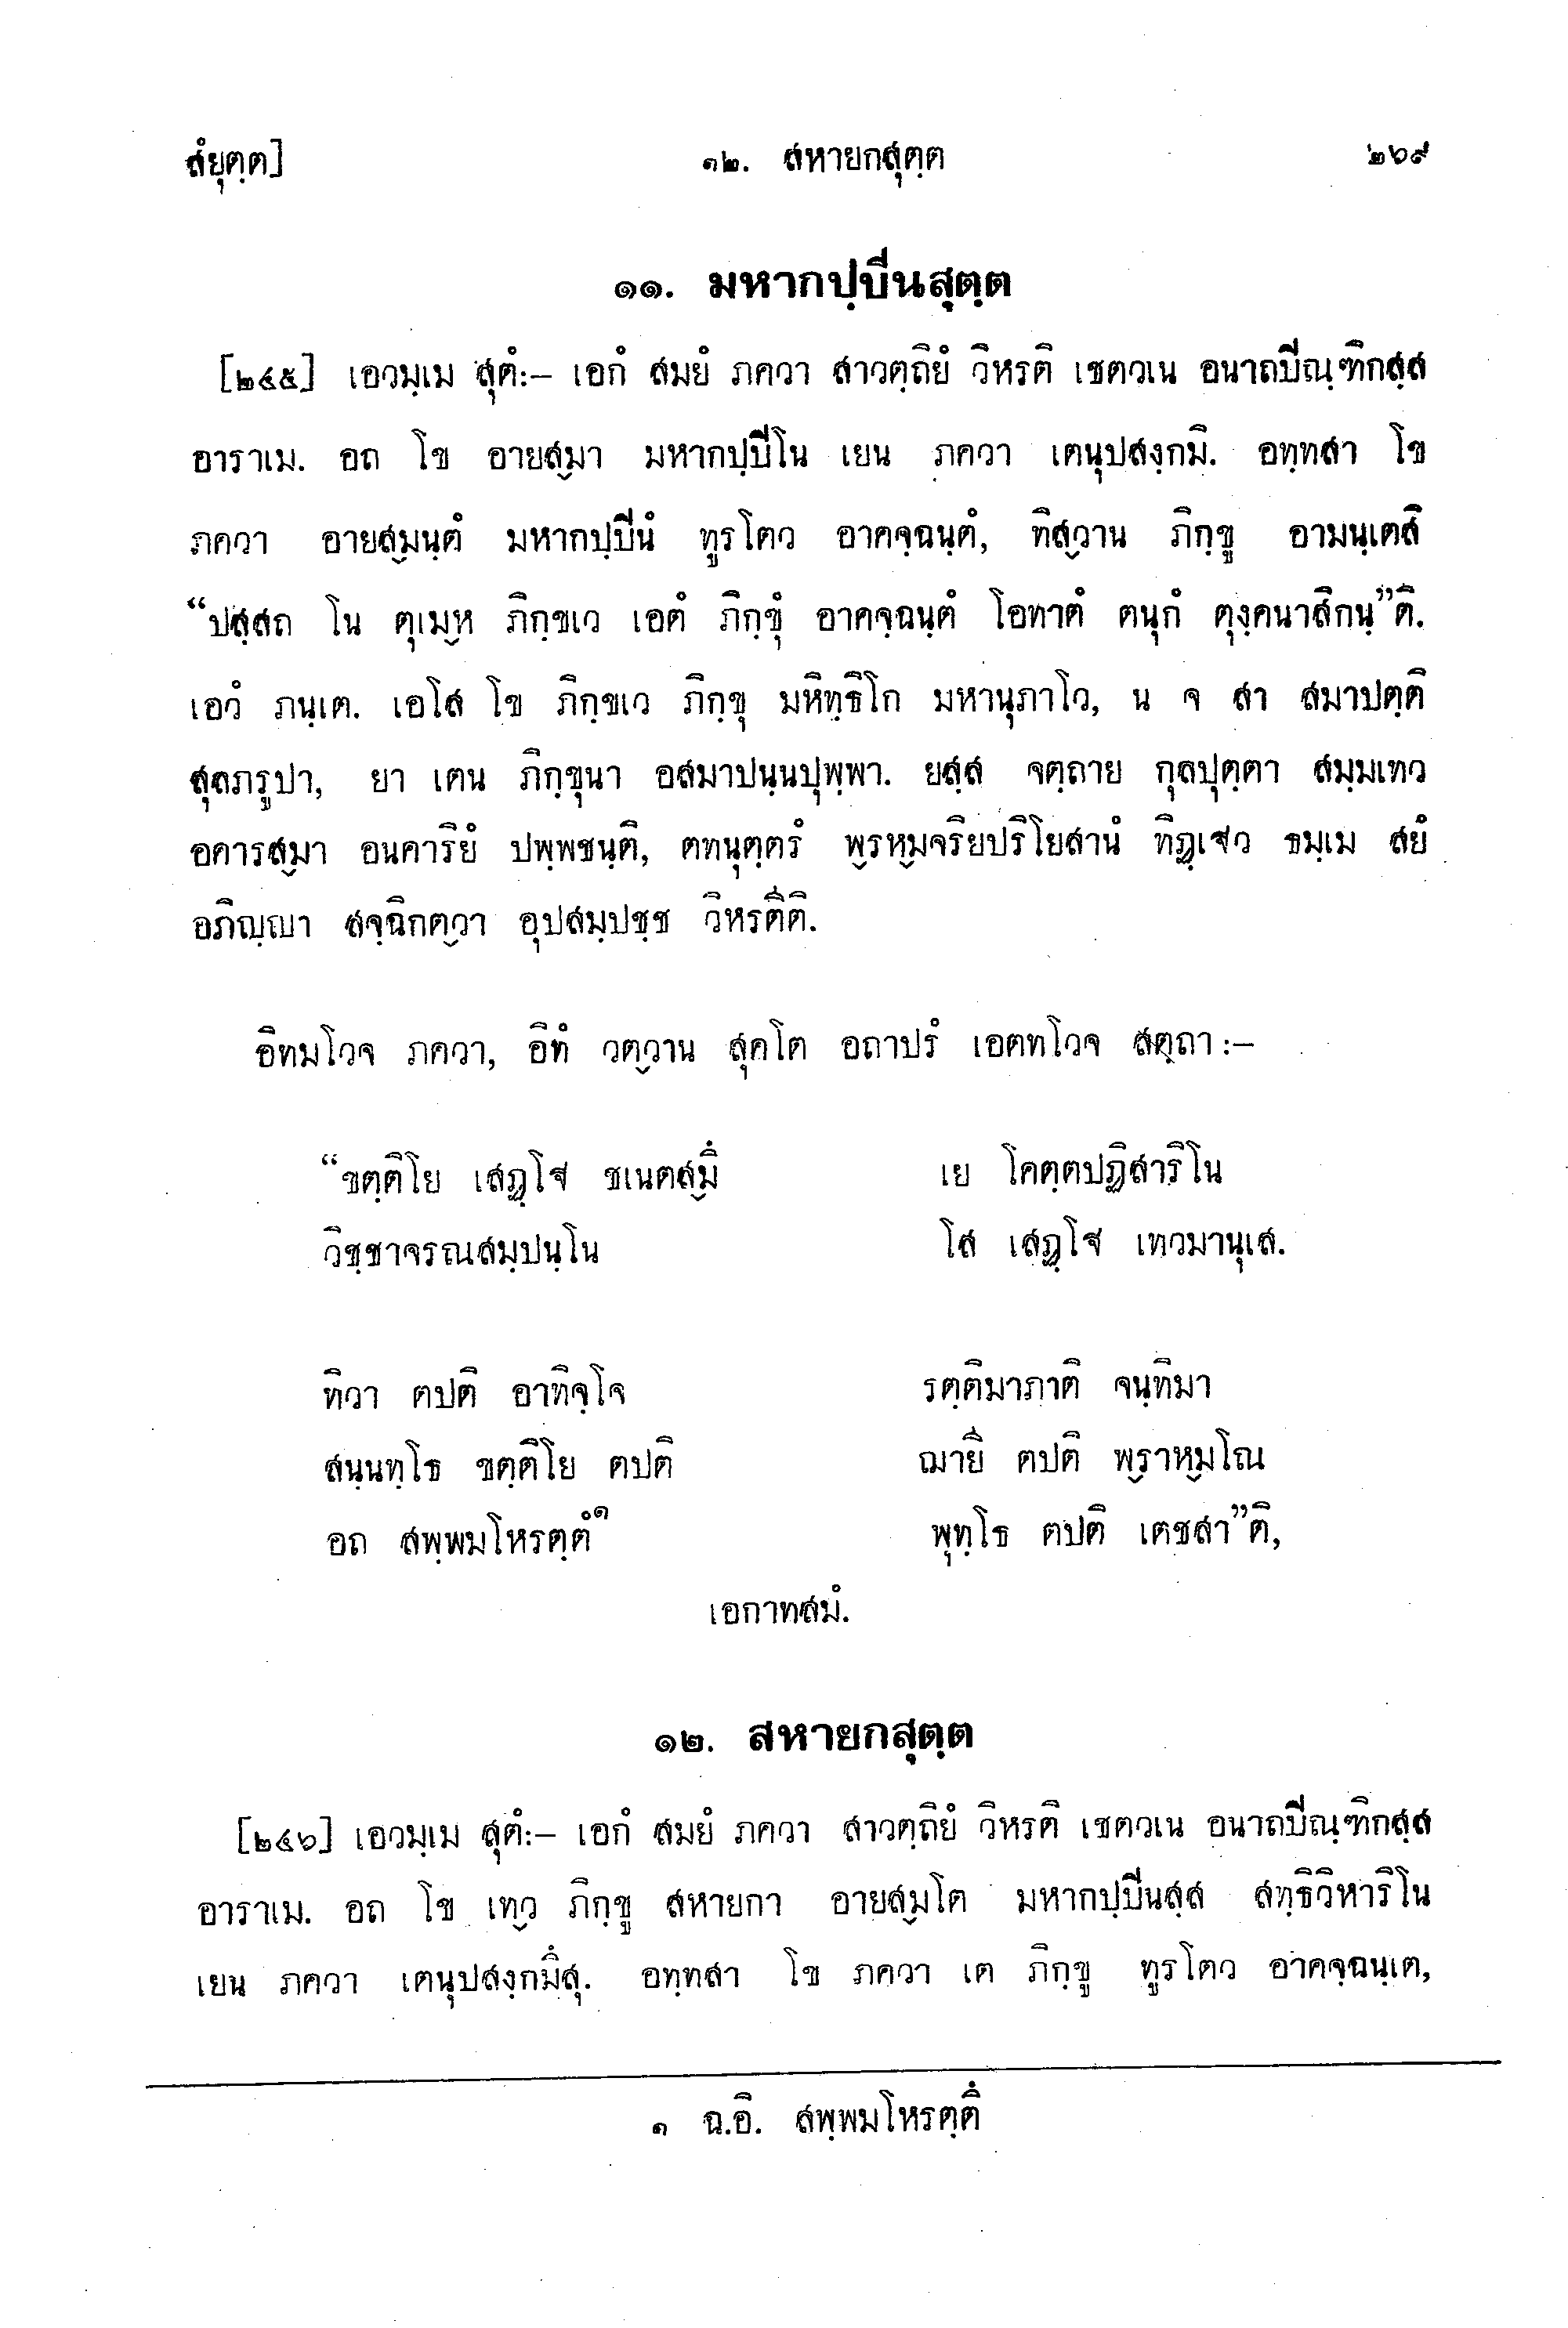 สํยุตฺต] ๑๒. สหายกสุตฺต ๒๖๙
๑๑. มหากปฺปีนสุตฺต
[๒๔๕] เอวมฺเม สุตํ:– เอกํ สมยํ ภควา สาวตฺถิยํ วิหรติ เชตวเน อนาถปีณฺฑิกสฺส
อาราเม. อถ โข อายสฺมา มหากปฺปีโน เยน ภควา เตนุปสงฺกมิ. อทฺทสา โข
ภควา อายสฺมนฺตํ มหากปฺปีนํ ทูรโตว อาคจฺฉนฺตํ, ทิสฺวาน ภิกฺขู อามนฺเตสิ
“ปสฺสถ โน ตุเมฺห ภิกฺขเว เอตํ ภิกฺขุํ อาคจฺฉนฺตํ โอทาตํ ตนุกํ ตุงฺคนาสิกนฺ”ติ.
เอวํ ภนฺเต. เอโส โข ภิกฺขเว ภิกฺขุ มหิทฺธิโก มหานุภาโว, น จ สา สมาปตฺติ
สุลภรูปา, ยา เตน ภิกฺขุนา อสมาปนฺนปุพฺพา. ยสฺส จตฺถาย กุลปุตฺตา สมฺมเทว
อคารสฺมา อนคาริยํ ปพฺพชนฺติ, ตทนุตฺตรํ พฺรหฺมจริยปริโยสานํ ทิฏฺเฐว ธมฺเม สยํ
อภิญฺญา สจฺฉิกตฺวา อุปสมฺปชฺช วิหรตีติ.
อิทมโวจ ภควา, อิทํ วตฺวาน สุคโต อถาปรํ เอตทโวจ สตฺถา :–
“ขตฺติโย เสฏฺโฐ ชเนตสฺมิํ เย โคตฺตปฏิสาริโน
วิชฺชาจรณสมฺปนฺโน โส เสฏฺโฐ เทวมานุเส.
ทิวา ตปติ อาทิจฺโจ รตฺติมาภาติ จนฺทิมา
สนฺนทฺโธ ขตฺติโย ตปติ ฌายี ตปติ พฺราหฺมโณ
อถ สพฺพมโหรตฺตํ๑ พุทฺโธ ตปติ เตชสา”ติ,
เอกาทสมํ.
๑๒. สหายกสุตฺต
[๒๔๖] เอวมฺเม สุตํ:– เอกํ สมยํ ภควา สาวตฺถิยํ วิหรติ เชตวเน อนาถปีณฺฑิกสฺส
อาราเม. อถ โข เทฺว ภิกฺขู สหายกา อายสฺมโต มหากปฺปีนสฺส สทฺธิวิหาริโน
เยน ภควา เตนุปสงฺกมิํสุ. อทฺทสา โข ภควา เต ภิกฺขู ทูรโตว อาคจฺฉนฺเต,
๑ ฉ.อิ. สพฺพมโหรตฺติํ